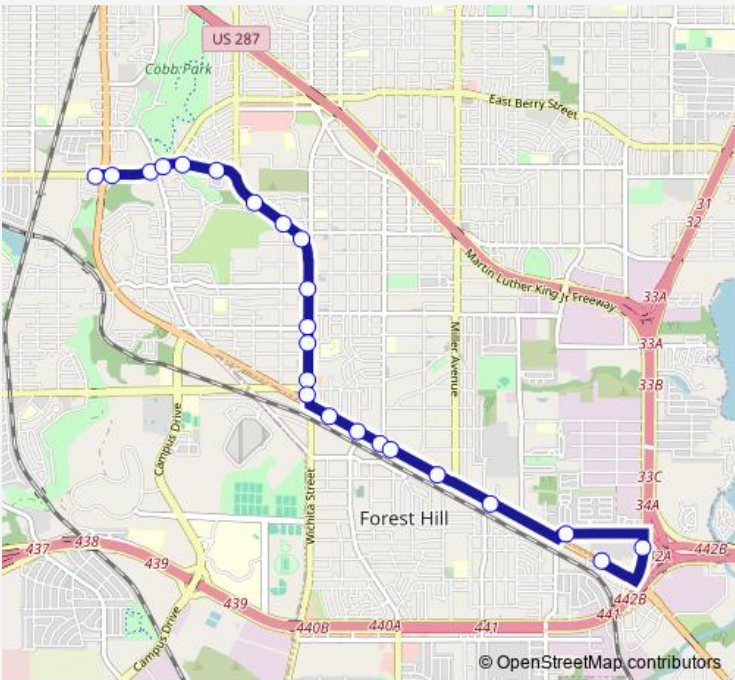 US 287
Cobb Park
East Berry Street
31
32
Martin Luther King Jr Freeway
33A
33A
Miller Avenue
33B
Campus Drive
33C
Wichita Street
34A
Forest Hill
437
438
439
442B
2A
439
442B
441
440B
440A
441
Campus Drive
© OpenStreetMap contributors